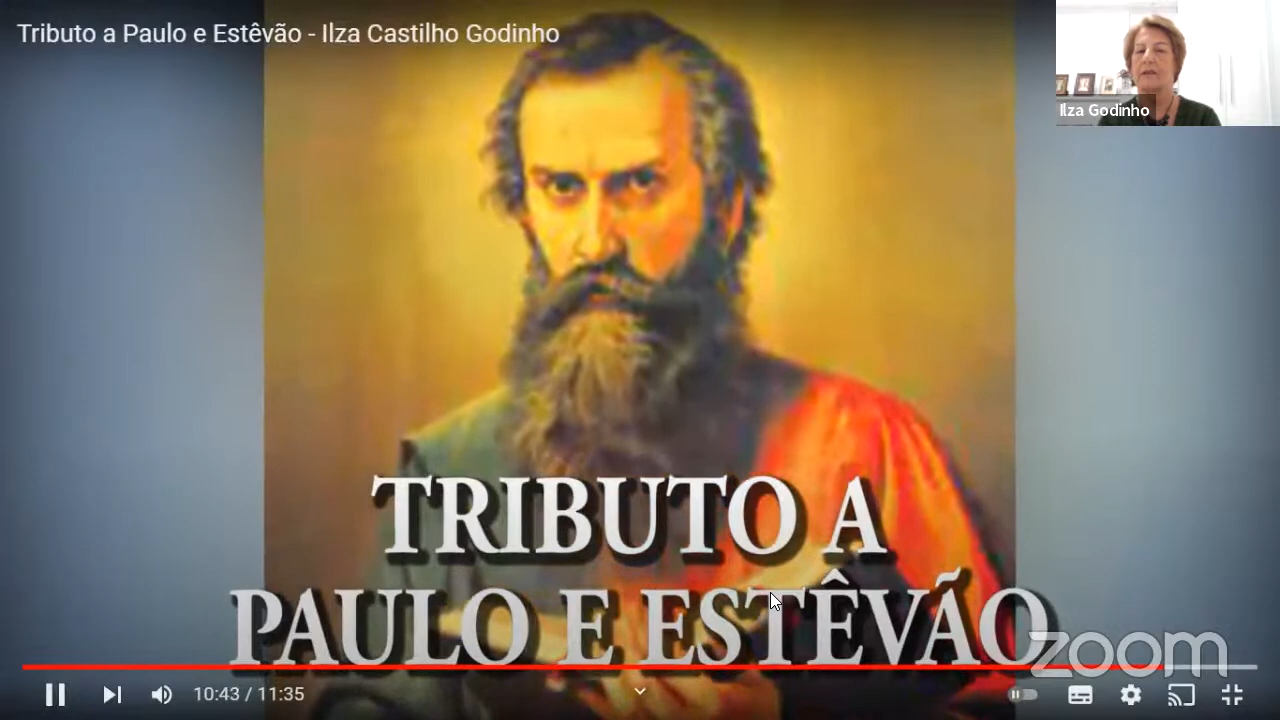 Tributo a Paulo e Estêvão - Ilza Castilho Godinho
Ilza Godinho
TRIBUTO A
PAULO E ESTÊVÃO
zoom
10:43 / 11:35